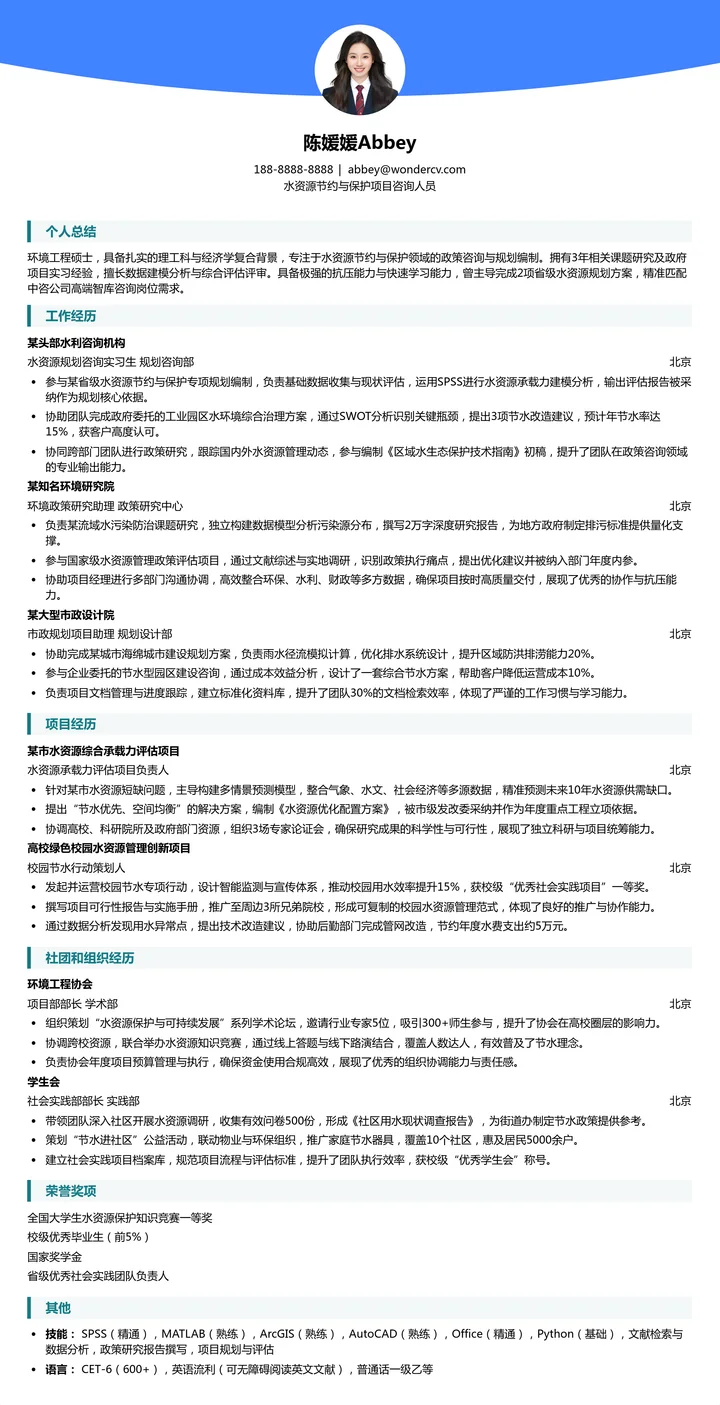 陈媛媛Abbey
188-8888-8888 | abbey@wondercv.com
水资源节约与保护项目咨询人员
个人总结
环境工程硕士，具备扎实的理工科与经济学复合背景，专注于水资源节约与保护领域的政策咨询与规划编制。拥有3年相关课题研究及政府
项目实习经验，擅长数据建模分析与综合评估评审。具备极强的抗压能力与快速学习能力，曾主导完成2项省级水资源规划方案，精准匹配
中咨公司高端智库咨询岗位需求。
工作经历
某头部水利咨询机构
水资源规划咨询实习生 规划咨询部 北京
• 参与某省级水资源节约与保护专项规划编制，负责基础数据收集与现状评估，运用SPSS进行水资源承载力建模分析，输出评估报告被采
纳作为规划核心依据。
• 协助团队完成政府委托的工业园区水环境综合治理方案，通过SWOT分析识别关键瓶颈，提出3项节水改造建议，预计年节水率达
15%，获客户高度认可。
• 协同跨部门团队进行政策研究，跟踪国内外水资源管理动态，参与编制《区域水生态保护技术指南》初稿，提升了团队在政策咨询领域
的专业输出能力。
某知名环境研究院
环境政策研究助理 政策研究中心 北京
• 负责某流域水污染防治课题研究，独立构建数据模型分析污染源分布，撰写2万字深度研究报告，为地方政府制定排污标准提供量化支
撑。
• 参与国家级水资源管理政策评估项目，通过文献综述与实地调研，识别政策执行痛点，提出优化建议并被纳入部门年度内参。
• 协助项目经理进行多部门沟通协调，高效整合环保、水利、财政等多方数据，确保项目按时高质量交付，展现了优秀的协作与抗压能
力。
某大型市政设计院
市政规划项目助理 规划设计部 北京
• 协助完成某城市海绵城市建设规划方案，负责雨水径流模拟计算，优化排水系统设计，提升区域防洪排涝能力20%。
• 参与企业委托的节水型园区建设咨询，通过成本效益分析，设计了一套综合节水方案，帮助客户降低运营成本10%。
• 负责项目文档管理与进度跟踪，建立标准化资料库，提升了团队30%的文档检索效率，体现了严谨的工作习惯与学习能力。
项目经历
某市水资源综合承载力评估项目
水资源承载力评估项目负责人 北京
• 针对某市水资源短缺问题，主导构建多情景预测模型，整合气象、水文、社会经济等多源数据，精准预测未来10年水资源供需缺口。
• 提出“节水优先、空间均衡”的解决方案，编制《水资源优化配置方案》，被市级发改委采纳并作为年度重点工程立项依据。
• 协调高校、科研院所及政府部门资源，组织3场专家论证会，确保研究成果的科学性与可行性，展现了独立科研与项目统筹能力。
高校绿色校园水资源管理创新项目
校园节水行动策划人 北京
• 发起并运营校园节水专项行动，设计智能监测与宣传体系，推动校园用水效率提升15%，获校级“优秀社会实践项目”一等奖。
• 撰写项目可行性报告与实施手册，推广至周边3所兄弟院校，形成可复制的校园水资源管理范式，体现了良好的推广与协作能力。
• 通过数据分析发现用水异常点，提出技术改造建议，协助后勤部门完成管网改造，节约年度水费支出约5万元。
社团和组织经历
环境工程协会
项目部部长 学术部 北京
• 组织策划“水资源保护与可持续发展”系列学术论坛，邀请行业专家5位，吸引300+师生参与，提升了协会在高校圈层的影响力。
• 协调跨校资源，联合举办水资源知识竞赛，通过线上答题与线下路演结合，覆盖人数达人，有效普及了节水理念。
• 负责协会年度项目预算管理与执行，确保资金使用合规高效，展现了优秀的组织协调能力与责任感。
学生会
社会实践部部长 实践部 北京
• 带领团队深入社区开展水资源调研，收集有效问卷500份，形成《社区用水现状调查报告》，为街道办制定节水政策提供参考。
• 策划“节水进社区”公益活动，联动物业与环保组织，推广家庭节水器具，覆盖10个社区，惠及居民5000余户。
• 建立社会实践项目档案库，规范项目流程与评估标准，提升了团队执行效率，获校级“优秀学生会”称号。
荣誉奖项
全国大学生水资源保护知识竞赛一等奖
校级优秀毕业生（前5%）
国家奖学金
省级优秀社会实践团队负责人
其他
• 技能： SPSS（精通），MATLAB（熟练），ArcGIS（熟练），AutoCAD（熟练），Office（精通），Python（基础），文献检索与
数据分析，政策研究报告撰写，项目规划与评估
• 语言： CET-6（600+），英语流利（可无障碍阅读英文文献），普通话一级乙等